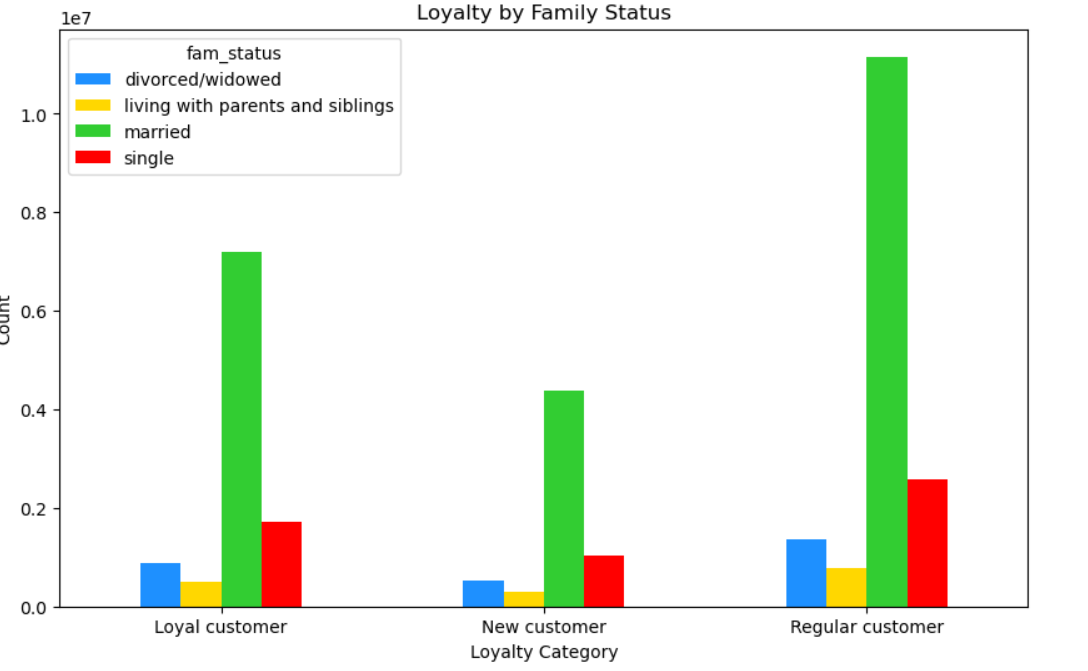 Loyalty by Family Status
1e7
fam_status
divorced/widowed
living with parents and siblings
married
single
1.0
0.8
0.6
0.4
0.2
0.0
Count
Loyal customer New customer Regular customer
Loyalty Category